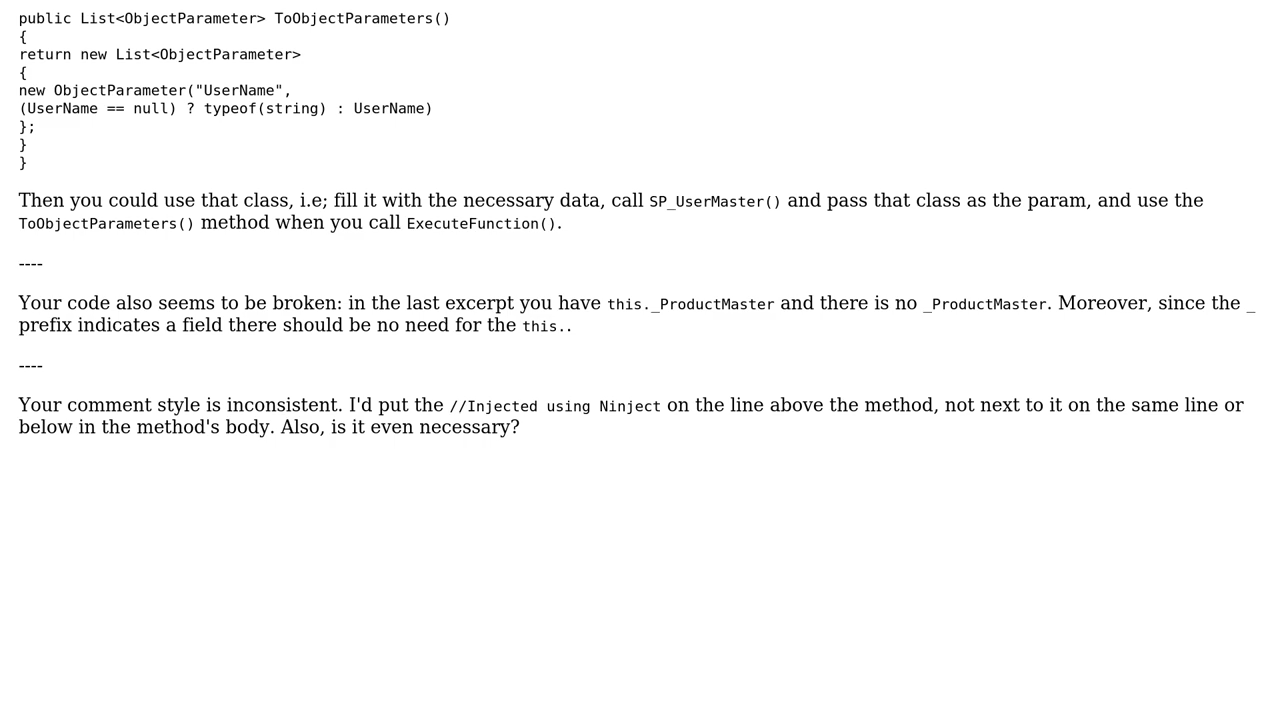 public List<ObjectParameter> ToObjectParameters()
{
return new List<ObjectParameter>
{
new ObjectParameter("UserName",
(UserName == null) ? typeof(string) : UserName)
};
}
}
Then you could use that class, i.e; fill it with the necessary data, call SP_UserMaster() and pass that class as the param, and use the
ToObjectParameters() method when you call ExecuteFunction().
----
Your code also seems to be broken: in the last excerpt you have this._ProductMaster and there is no _ProductMaster. Moreover, since the _
prefix indicates a field there should be no need for the this..
----
Your comment style is inconsistent. I'd put the //Injected using Ninject on the line above the method, not next to it on the same line or
below in the method's body. Also, is it even necessary?